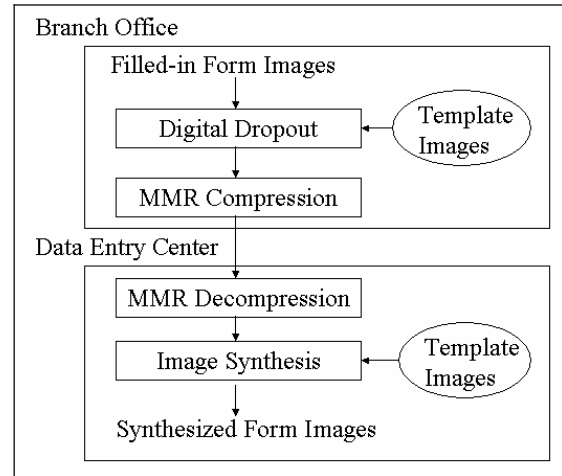 Branch Office
Filled-in Form Images
Digital Dropout
Template
Images
MMR Compression
Data Entry Center
MMR Decompression
Image Synthesis
Template
Images
Synthesized Form Images